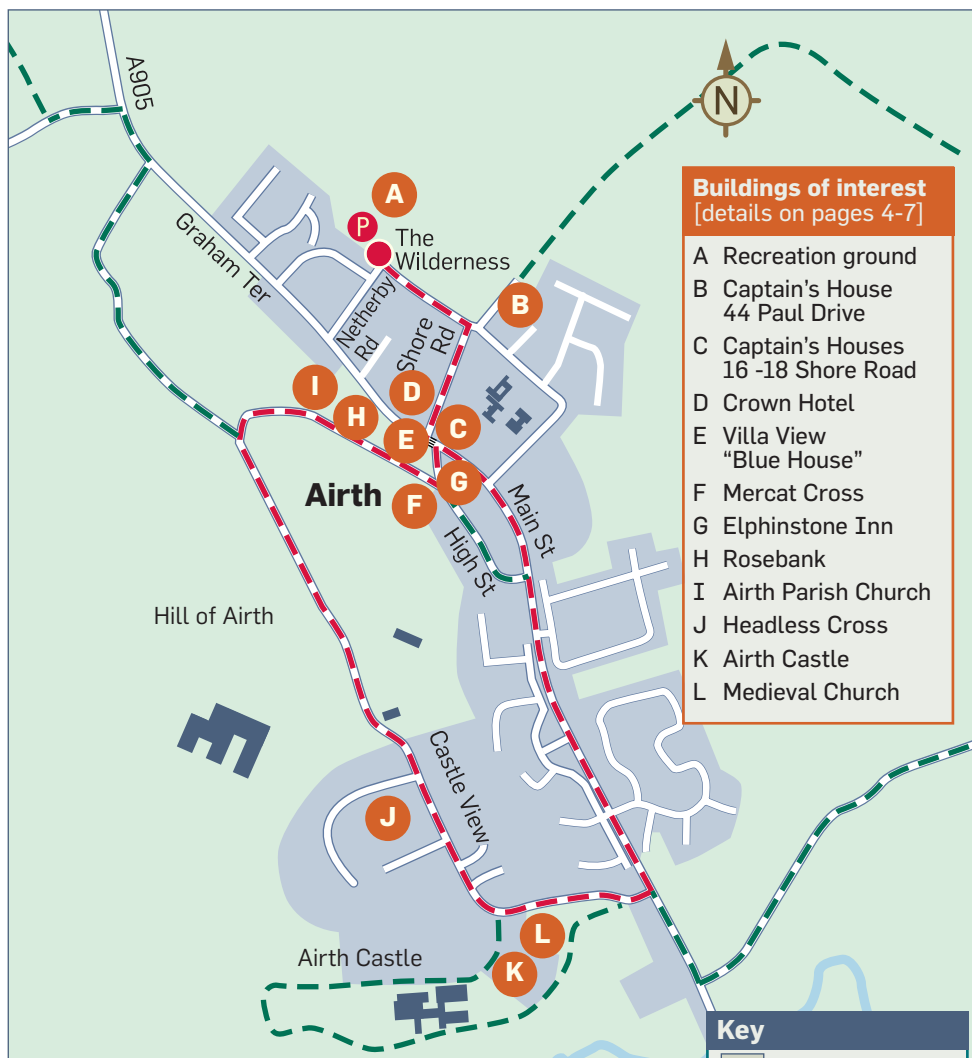 A905
N
Graham Ter
A
P
The
Wilderness
Netherby
Rd
Shore
Rd
B
I
H
D
E
C
Airth
F
G
High St
Main St
Hill of Airth
Castle View
J
Airth Castle
L
K
Buildings of interest
[details on pages 4-7]
A Recreation ground
B Captain's House
44 Paul Drive
C Captain's Houses
16 -18 Shore Road
D Crown Hotel
E Villa View
"Blue House"
F Mercat Cross
G Elphinstone Inn
H Rosebank
I Airth Parish Church
J Headless Cross
K Airth Castle
L Medieval Church
Key